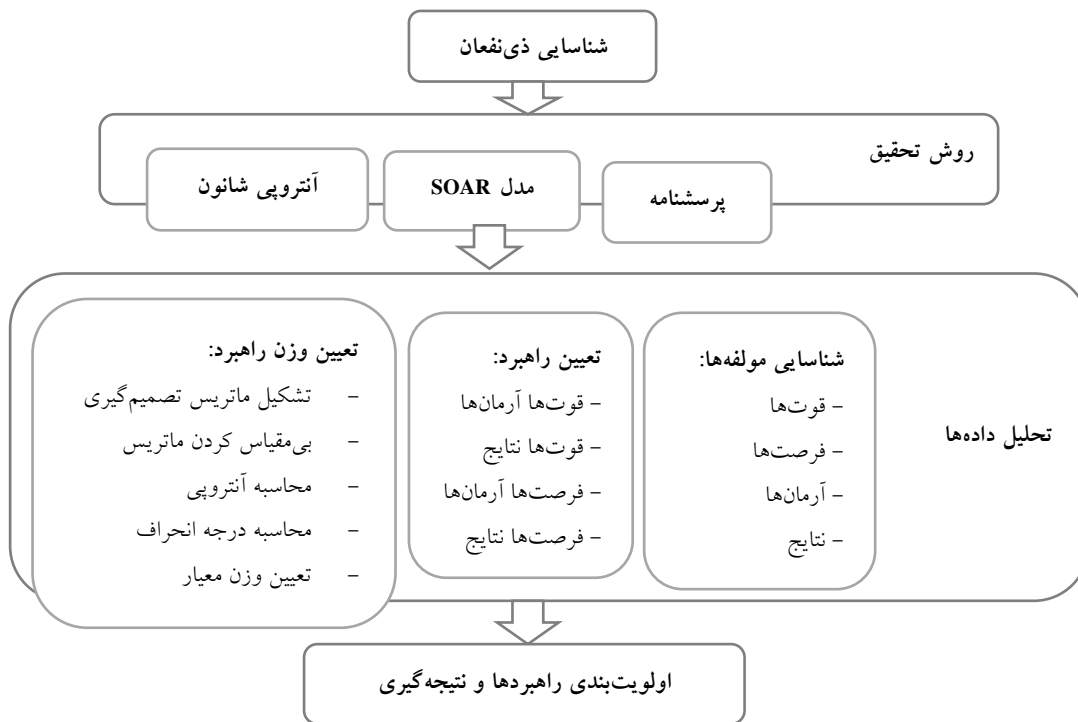 شناسایی ذی‌نفعان
روش تحقیق
پرسشنامه
مدل SOAR
آنتروپی شانون
تحلیل داده‌ها
شناسایی مولفه‌ها:
– قوت‌ها
– فرصت‌ها
– آرمان‌ها
– نتایج
تعیین راهبرد:
– قوت‌ها آرمان‌ها
– قوت‌ها نتایج
– فرصت‌ها آرمان‌ها
– فرصت‌ها نتایج
تعیین وزن راهبرد:
– تشکیل ماتریس تصمیم‌گیری
– بی‌مقیاس کردن ماتریس
– محاسبه آنتروپی
– محاسبه درجه انحراف
– تعیین وزن معیار
اولویت‌بندی راهبردها و نتیجه‌گیری